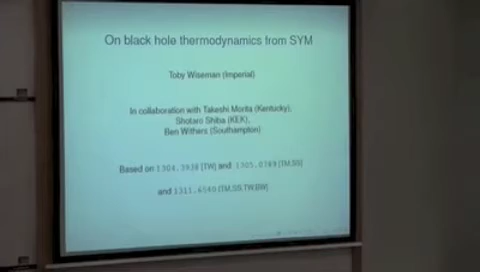 On black hole thermodynamics from SYM
Toby Wiseman (Imperial)
In collaboration with Takeshi Morita (Kentucky),
Shotaro Shiba (KEK),
Ben Withers (Southampton)
Based on 1304.3938 [TW] and 1305.0789 [TM,SS]
and 1311.6540 [TM,SS,TW,BW]